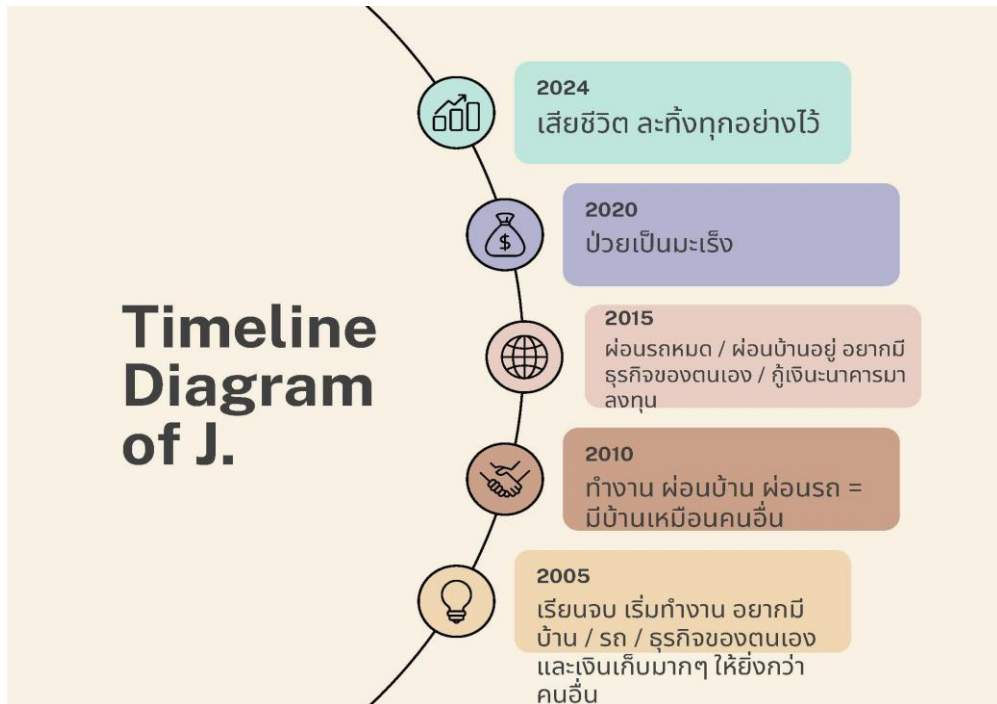 Timeline
Diagram
of J.
2024
เสียชีวิต ละทิ้งทุกอย่างไว้
2020
ป่วยเป็นมะเร็ง
2015
ผ่อนรถหมด / ผ่อนบ้านอยู่ อยากมี
ธุรกิจของตนเอง / กู้เงินะนาคารมา
ลงทุน
2010
ทำงาน ผ่อนบ้าน ผ่อนรถ =
มีบ้านเหมือนคนอื่น
2005
เรียนจบ เริ่มทำงาน อยากมี
บ้าน / รถ / ธุรกิจของตนเอง
และเงินเก็บมากๆ ให้ยิ่งกว่า
คนอื่น